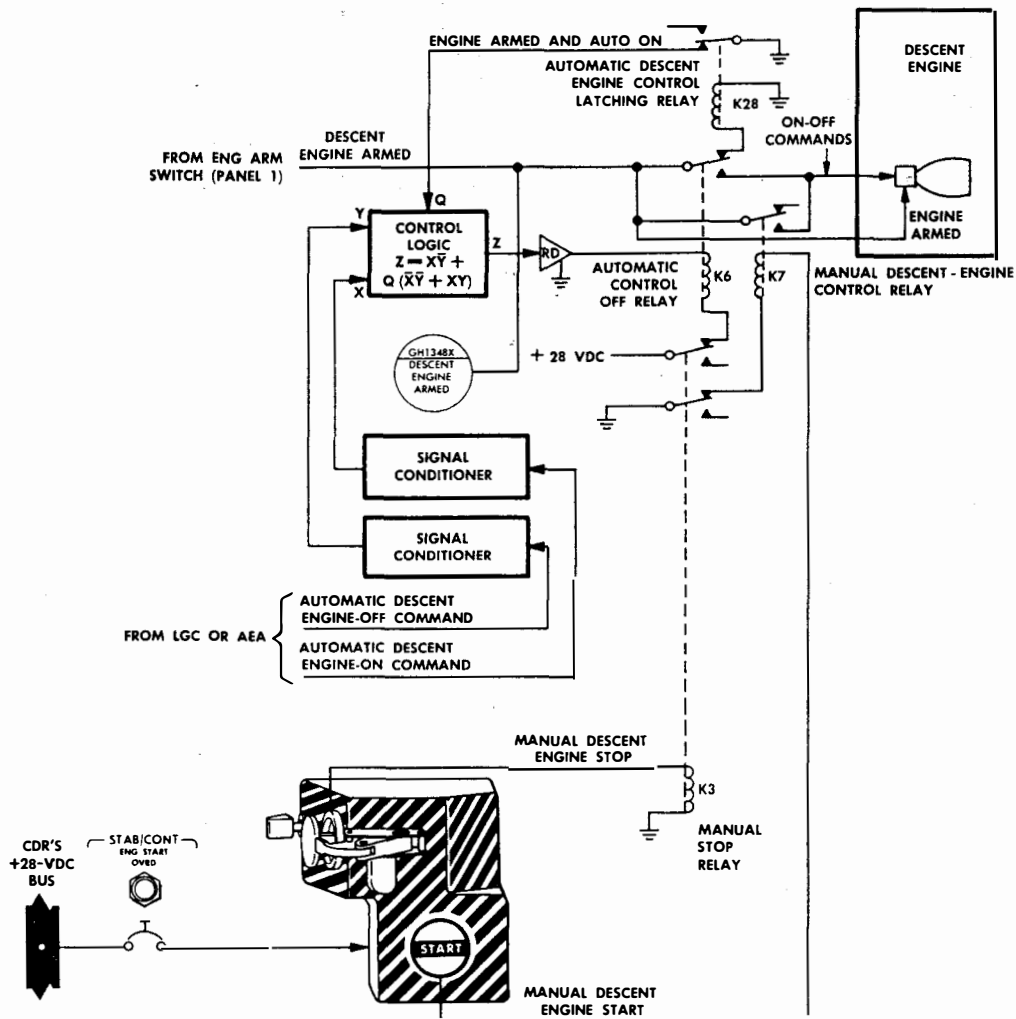 ENGINE ARMED AND AUTO ON
AUTOMATIC DESCENT
ENGINE CONTROL
LATCHING RELAY
K28
DESCENT
ENGINE
ON-OFF
COMMANDS
DESCENT
ENGINE ARMED
FROM ENG ARM
SWITCH (PANEL 1)
ENGINE
ARMED
Q
Y
X
CONTROL
LOGIC
Z = XY̅ +
Q (X̅Y̅ + XY)
Z
RD
AUTOMATIC
CONTROL
OFF RELAY
K6
K7
MANUAL DESCENT - ENGINE
CONTROL RELAY
+ 28 VDC
GH1348X
DESCENT
ENGINE
ARMED
SIGNAL
CONDITIONER
SIGNAL
CONDITIONER
FROM LGC OR AEA
AUTOMATIC DESCENT
ENGINE-OFF COMMAND
AUTOMATIC DESCENT
ENGINE-ON COMMAND
MANUAL DESCENT
ENGINE STOP
K3
MANUAL
STOP
RELAY
CDR'S
+28-VDC
BUS
STAB/CONT
ENG START
OVRD
START
MANUAL DESCENT
ENGINE START